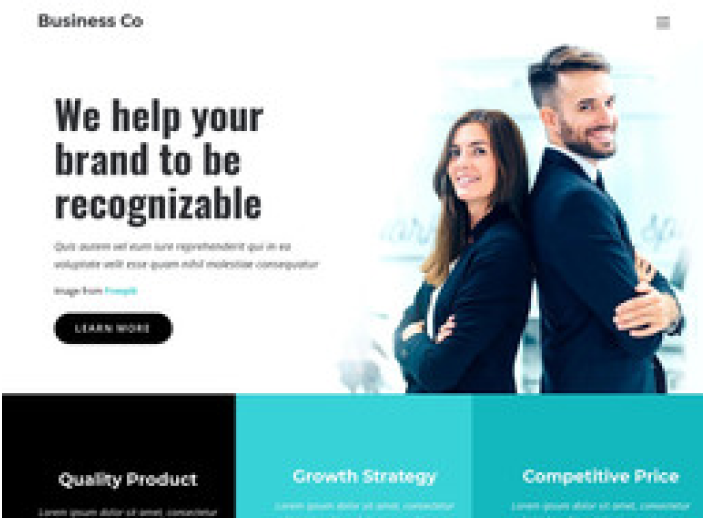 Business Co
We help your
brand to be
recognizable
Quis autem vel eum iure reprehenderit qui in ea
voluptate velit esse quam nihil molestiae consequatur
Image from Freepik
LEARN MORE
Quality Product
Growth Strategy
Competitive Price
Lorem ipsum dolor sit amet, consectetur
Lorem ipsum dolor sit amet, consectetur
Lorem ipsum dolor sit amet, consectetur